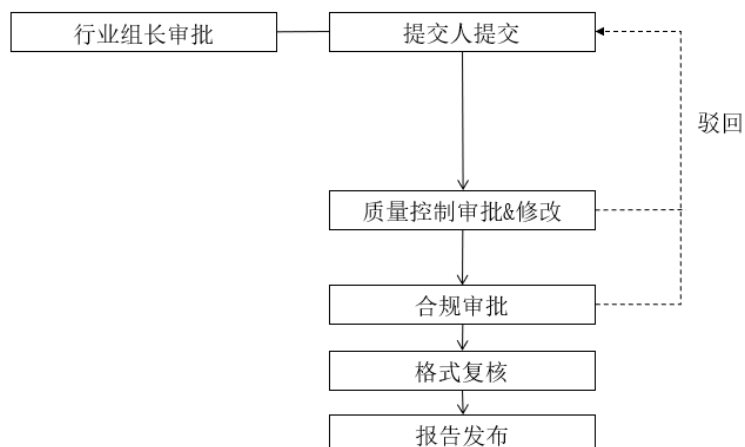 行业组长审批
提交人提交
驳回
质量控制审批&修改
合规审批
格式复核
报告发布